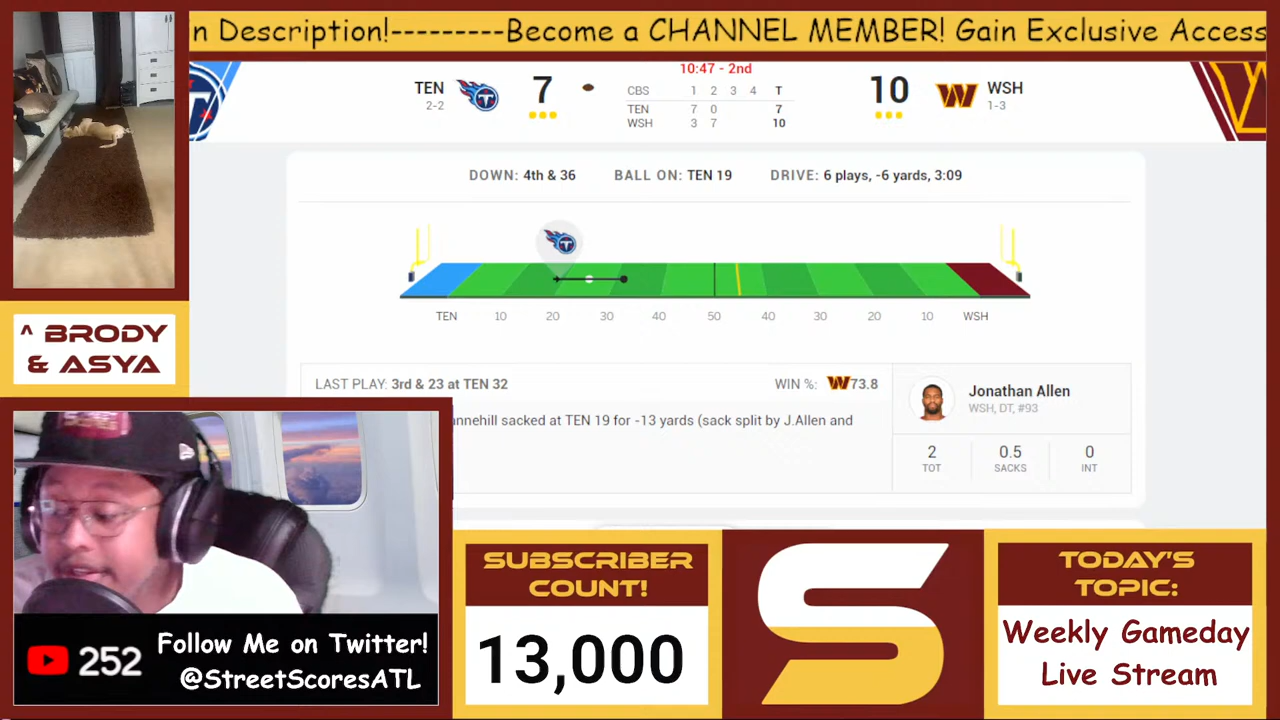 n Description!---------Become a CHANNEL MEMBER! Gain Exclusive Access
TEN
2-2
7
10:47 - 2nd
CBS 1 2 3 4 T
TEN 7 0 7
WSH 3 7 10
10
WSH
1-3
DOWN: 4th & 36 BALL ON: TEN 19 DRIVE: 6 plays, -6 yards, 3:09
TEN 10 20 30 40 50 40 30 20 10 WSH
LAST PLAY: 3rd & 23 at TEN 32
WIN %: W 73.8
nnehill sacked at TEN 19 for -13 yards (sack split by J.Allen and
Jonathan Allen
WSH, DT, #93
2 0.5 0
TOT SACKS INT
^ BRODY
& ASYA
252
Follow Me on Twitter!
@StreetScoresATL
SUBSCRIBER
COUNT!
13,000
S
TODAY'S
TOPIC:
Weekly Gameday
Live Stream